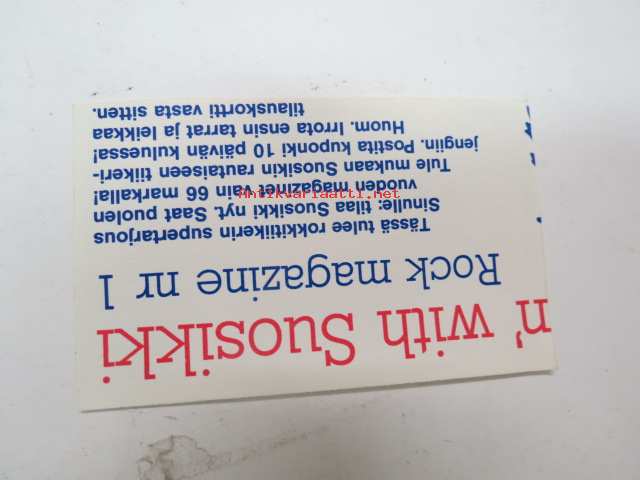 n' with Suosikki
Rock magazine nr 1
Tässä tulee rokkitiikerin supertarjous
Sinulle: tilaa Suosikki nyt. Saat puolen
vuoden magazinet vain 66 markalla!
Tule mukaan Suosikin rautaiseen tiikeri-
jengiin. Postita kuponki 10 päivän kuluessa!
Huom. Irrota ensin tarrat ja leikkaa
tilauskortti vasta sitten.
Antikvariaatti.net